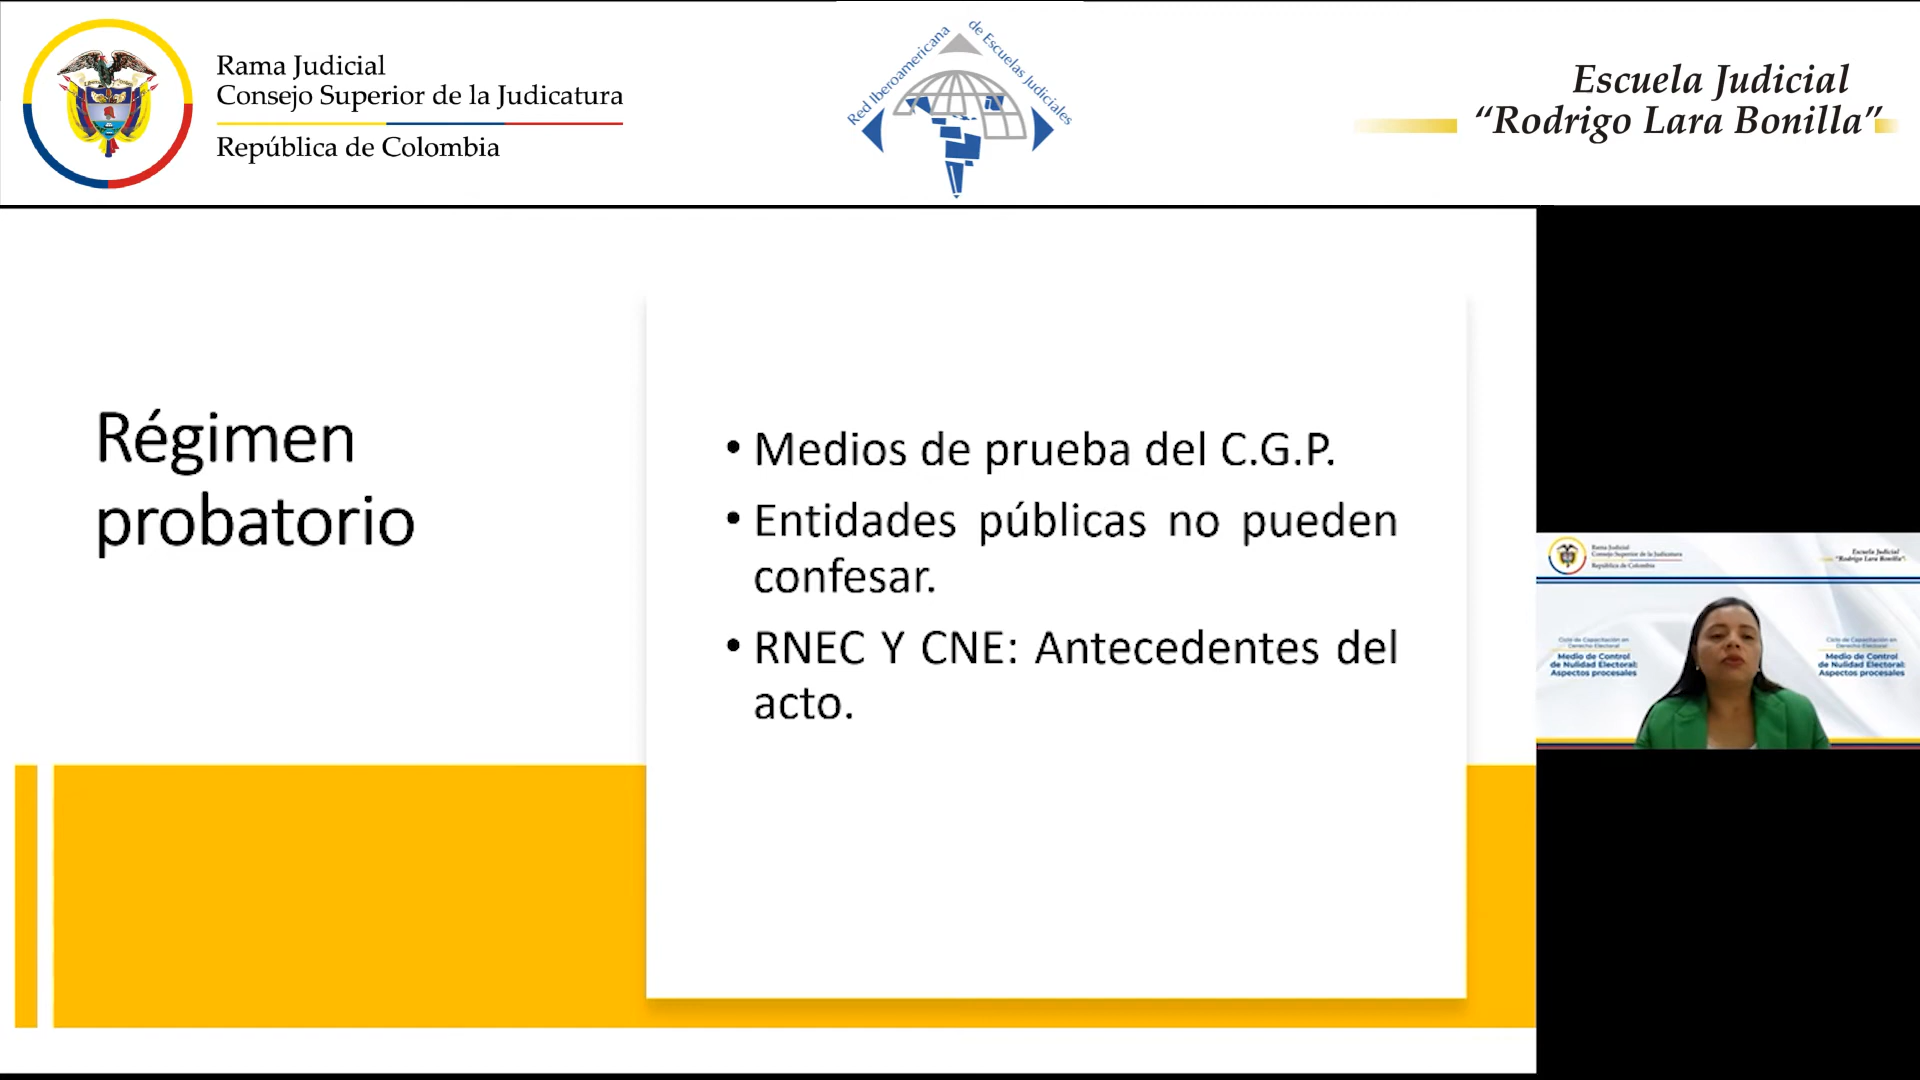 Rama Judicial
Consejo Superior de la Judicatura
República de Colombia
Red Iberoamericana de Escuelas Judiciales
Escuela Judicial
“Rodrigo Lara Bonilla”
Régimen
probatorio
• Medios de prueba del C.G.P.
• Entidades públicas no pueden
confesar.
• RNEC Y CNE: Antecedentes del
acto.
Rama Judicial
Consejo Superior de la Judicatura
República de Colombia
Escuela Judicial
“Rodrigo Lara Bonilla”
Ciclo de Capacitación en
Derecho Electoral
Medio de Control
de Nulidad Electoral:
Aspectos procesales
Ciclo de Capacitación en
Derecho Electoral
Medio de Control
de Nulidad Electoral:
Aspectos procesales